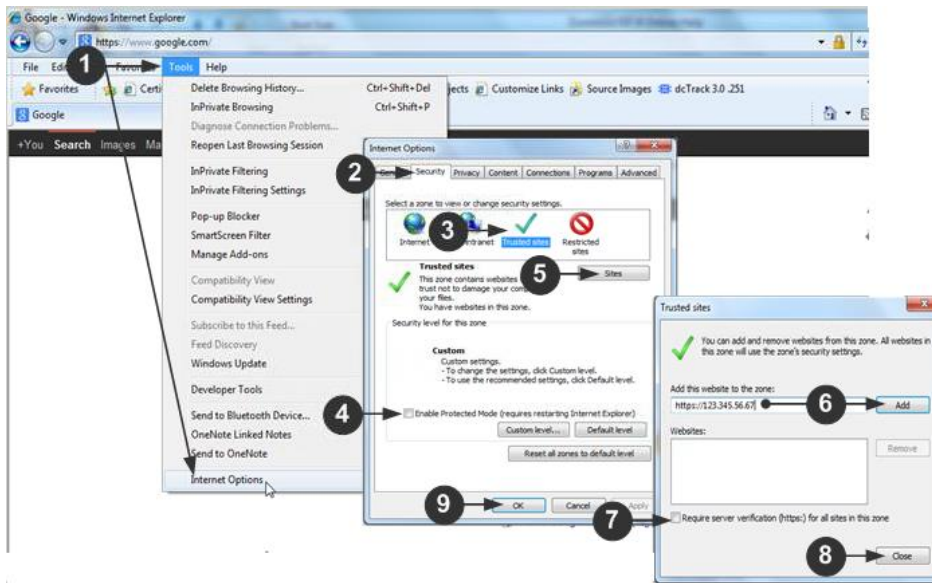 Google - Windows Internet Explorer
https://www.google.com/
File Favorites Tools Help
Favorites Customize Links Source Images dcTrack 3.0 .251
Google
+You Search Images
1
Delete Browsing History... Ctrl+Shift+Del
InPrivate Browsing Ctrl+Shift+P
Diagnose Connection Problems...
Reopen Last Browsing Session
InPrivate Filtering
InPrivate Filtering Settings
Pop-up Blocker
SmartScreen Filter
Manage Add-ons
Compatibility View
Compatibility View Settings
Subscribe to this Feed...
Feed Discovery
Windows Update
Developer Tools
Send to Bluetooth Device...
OneNote Linked Notes
Send to OneNote
Internet Options
Internet Options
2
Security Privacy Content Connections Programs Advanced
Select a zone to view or change security settings.
3
Internet Trusted sites Restricted
sites
Trusted sites
5
Sites
This zone contains websites
trust not to damage your
your files.
You have websites in this zone.
Security level for this zone
Custom
Custom settings.
- To change the settings, click Custom level.
- To use the recommended settings, click Default level.
4
Enable Protected Mode (requires restarting Internet Explorer)
Custom level... Default level
Reset all zones to default level
9
OK Cancel Apply
Trusted sites
You can add and remove websites from this zone. All websites in
this zone will use the zone's security settings.
Add this website to the zone:
https://123.345.56.67
6
Add
Websites:
Remove
7
Require server verification (https:) for all sites in this zone
8
Close